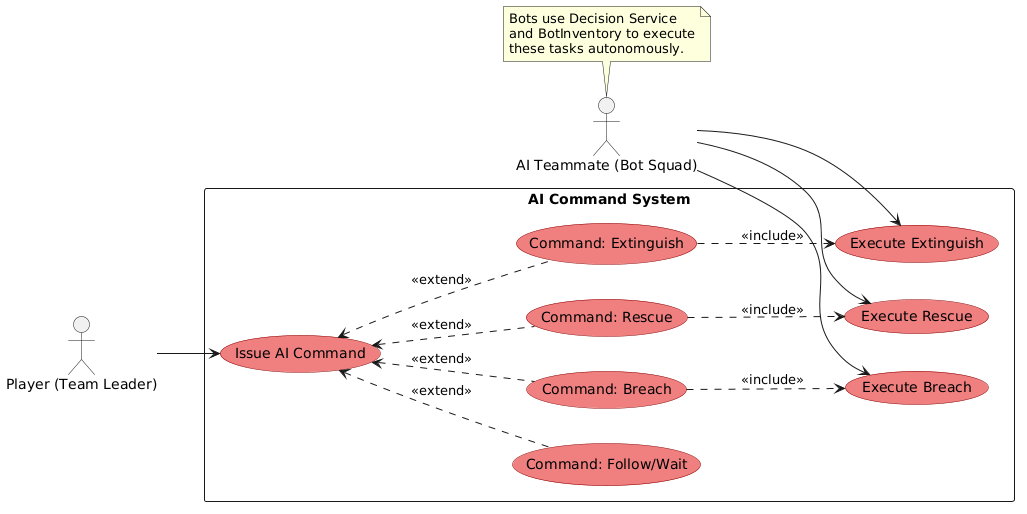 Bots use Decision Service
and BotInventory to execute
these tasks autonomously.
AI Teammate (Bot Squad)
AI Command System
Command: Extinguish
«include»
Execute Extinguish
«extend»
Command: Rescue
«include»
Execute Rescue
«extend»
Issue AI Command
Player (Team Leader)
«extend»
Command: Breach
«include»
Execute Breach
«extend»
Command: Follow/Wait